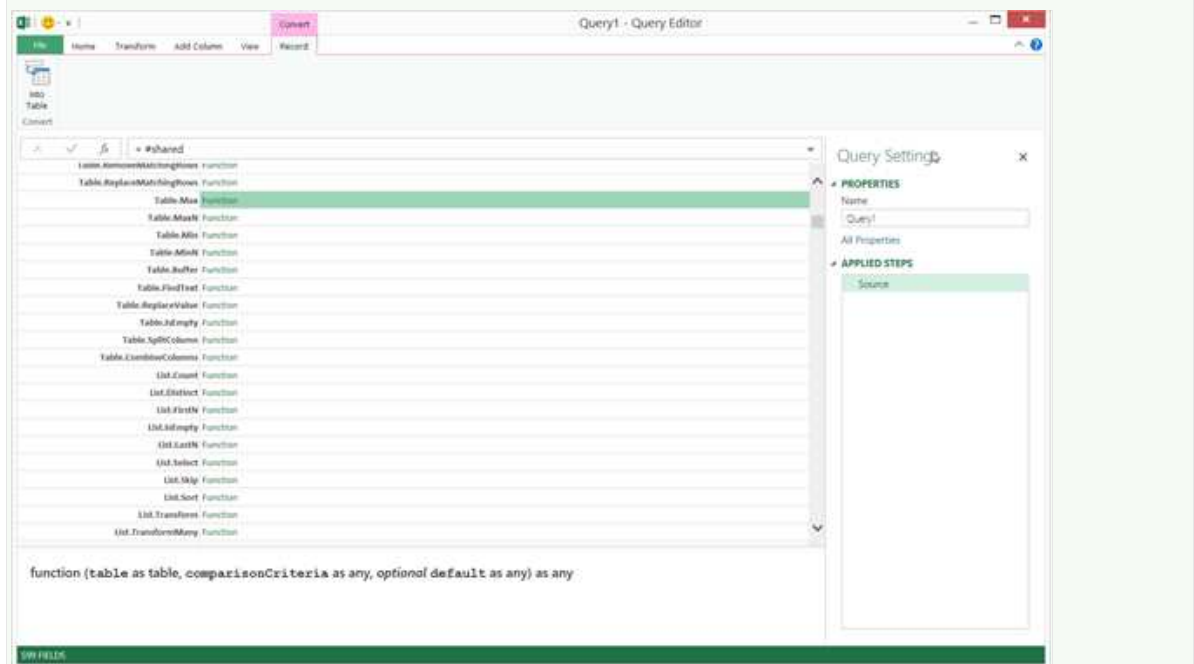 Convert
Query1 - Query Editor
File Home Transform Add Column View Record
Into
Table
Convert
fx = #shared
Query Settings
Table.RemoveMatchingRows Function
Table.ReplaceMatchingRows Function
PROPERTIES
Table.Max Function
Name
Table.MaxN Function
Query1
Table.Min Function
All Properties
Table.MinN Function
APPLIED STEPS
Table.Buffer Function
Source
Table.FindText Function
Table.ReplaceValue Function
Table.IsEmpty Function
Table.SplitColumn Function
Table.CombineColumns Function
List.Count Function
List.Distinct Function
List.FirstN Function
List.IsEmpty Function
List.LastN Function
List.Select Function
List.Skip Function
List.Sort Function
List.Transform Function
List.TransformMany Function
function (table as table, comparisonCriteria as any, optional default as any) as any
FIELDS